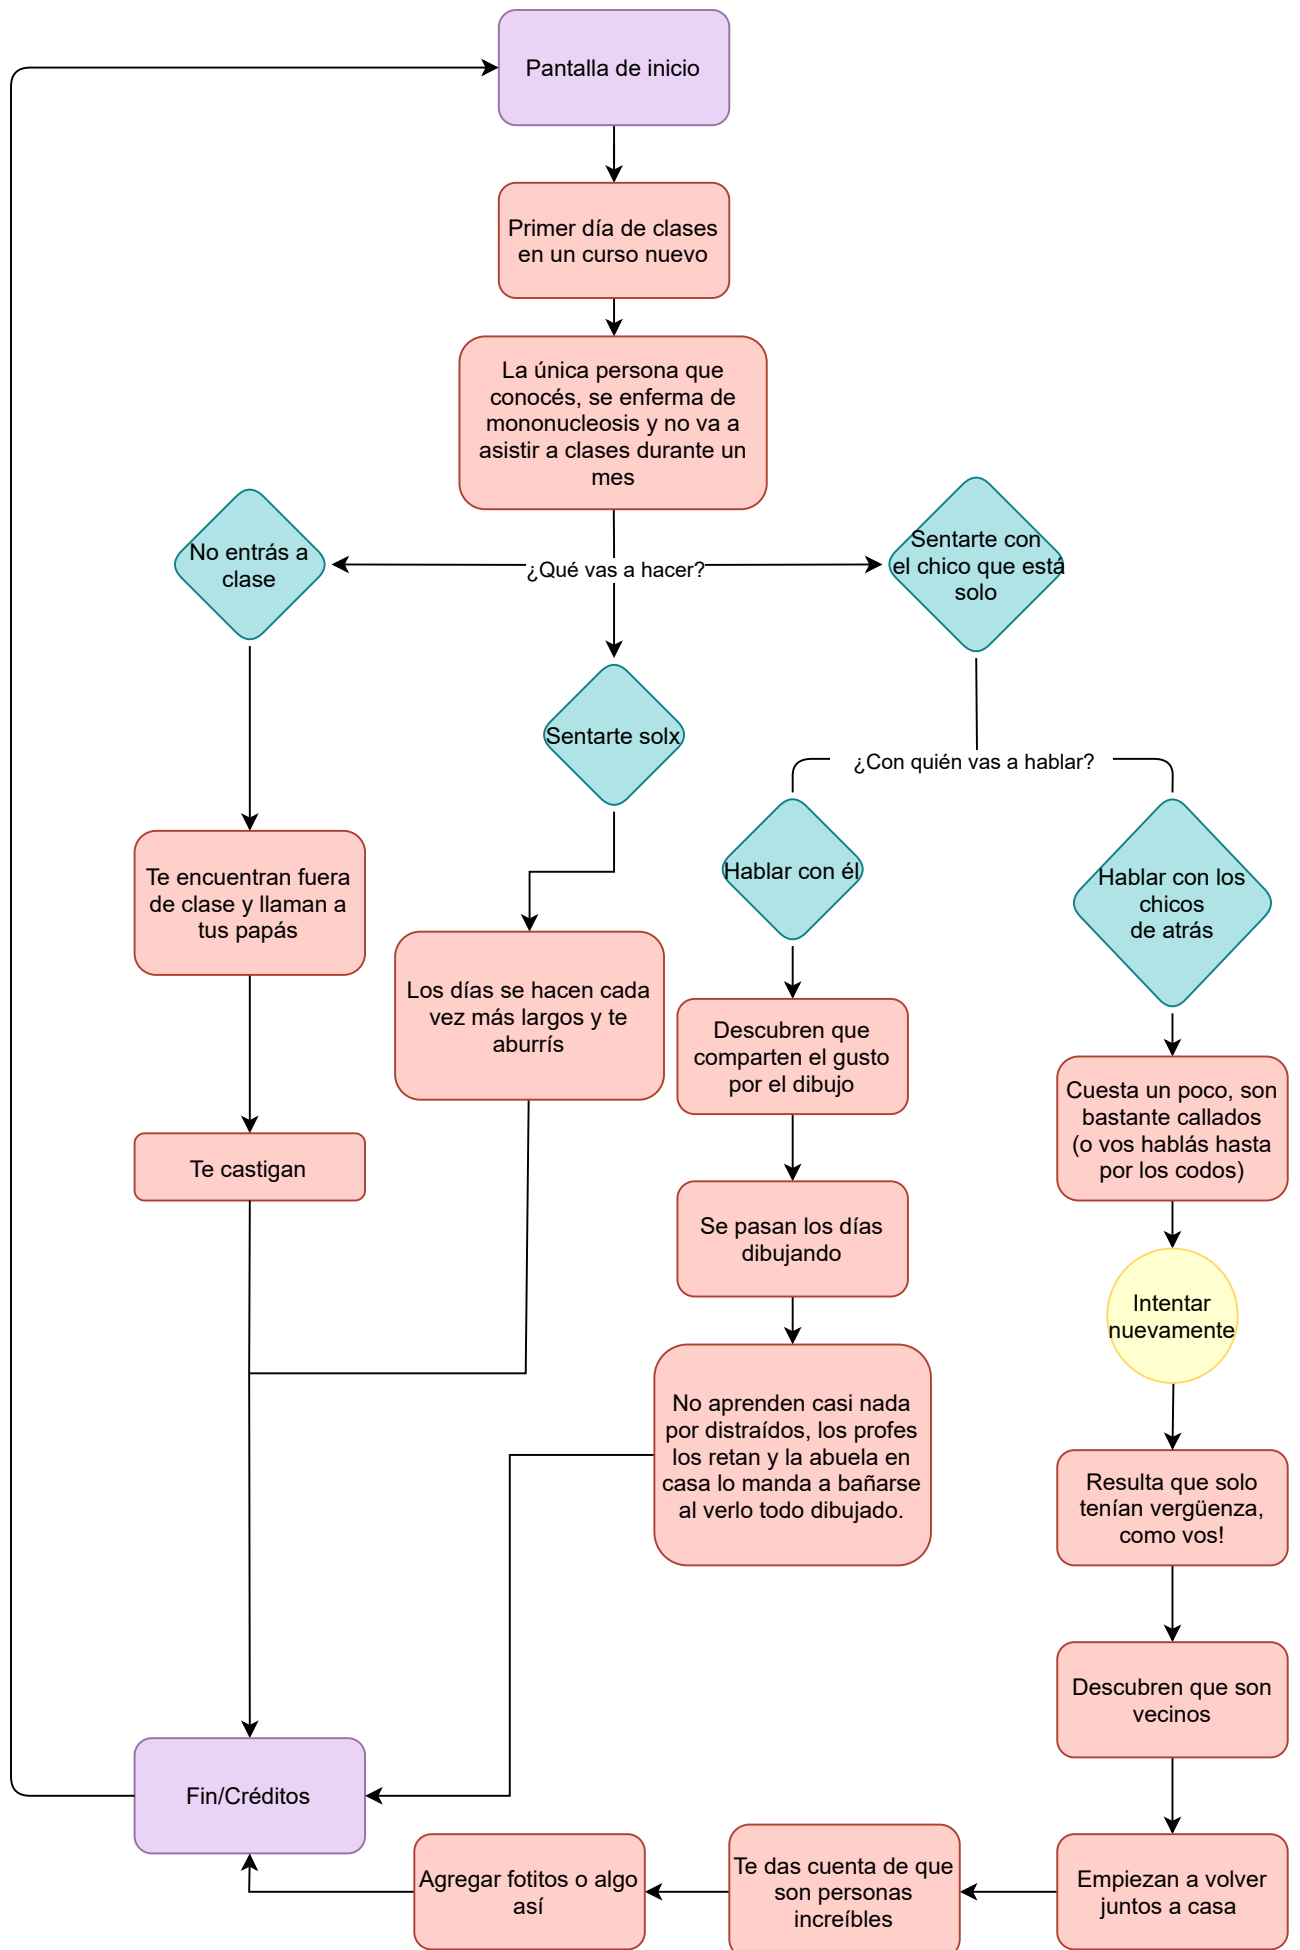 Pantalla de inicio
Primer día de clases
en un curso nuevo
La única persona que
conocés, se enferma de
mononucleosis y no va a
asistir a clases durante un
mes
No entrás a
clase
¿Qué vas a hacer?
Sentarte con
el chico que está
solo
Sentarte solx
¿Con quién vas a hablar?
Hablar con él
Hablar con los
chicos
de atrás
Te encuentran fuera
de clase y llaman a
tus papás
Los días se hacen cada
vez más largos y te
aburrís
Descubren que
comparten el gusto
por el dibujo
Cuesta un poco, son
bastante callados
(o vos hablás hasta
por los codos)
Te castigan
Se pasan los días
dibujando
Intentar
nuevamente
No aprenden casi nada
por distraídos, los profes
los retan y la abuela en
casa lo manda a bañarse
al verlo todo dibujado.
Resulta que solo
tenían vergüenza,
como vos!
Descubren que son
vecinos
Fin/Créditos
Agregar fotitos o algo
así
Te das cuenta de que
son personas
increíbles
Empiezan a volver
juntos a casa